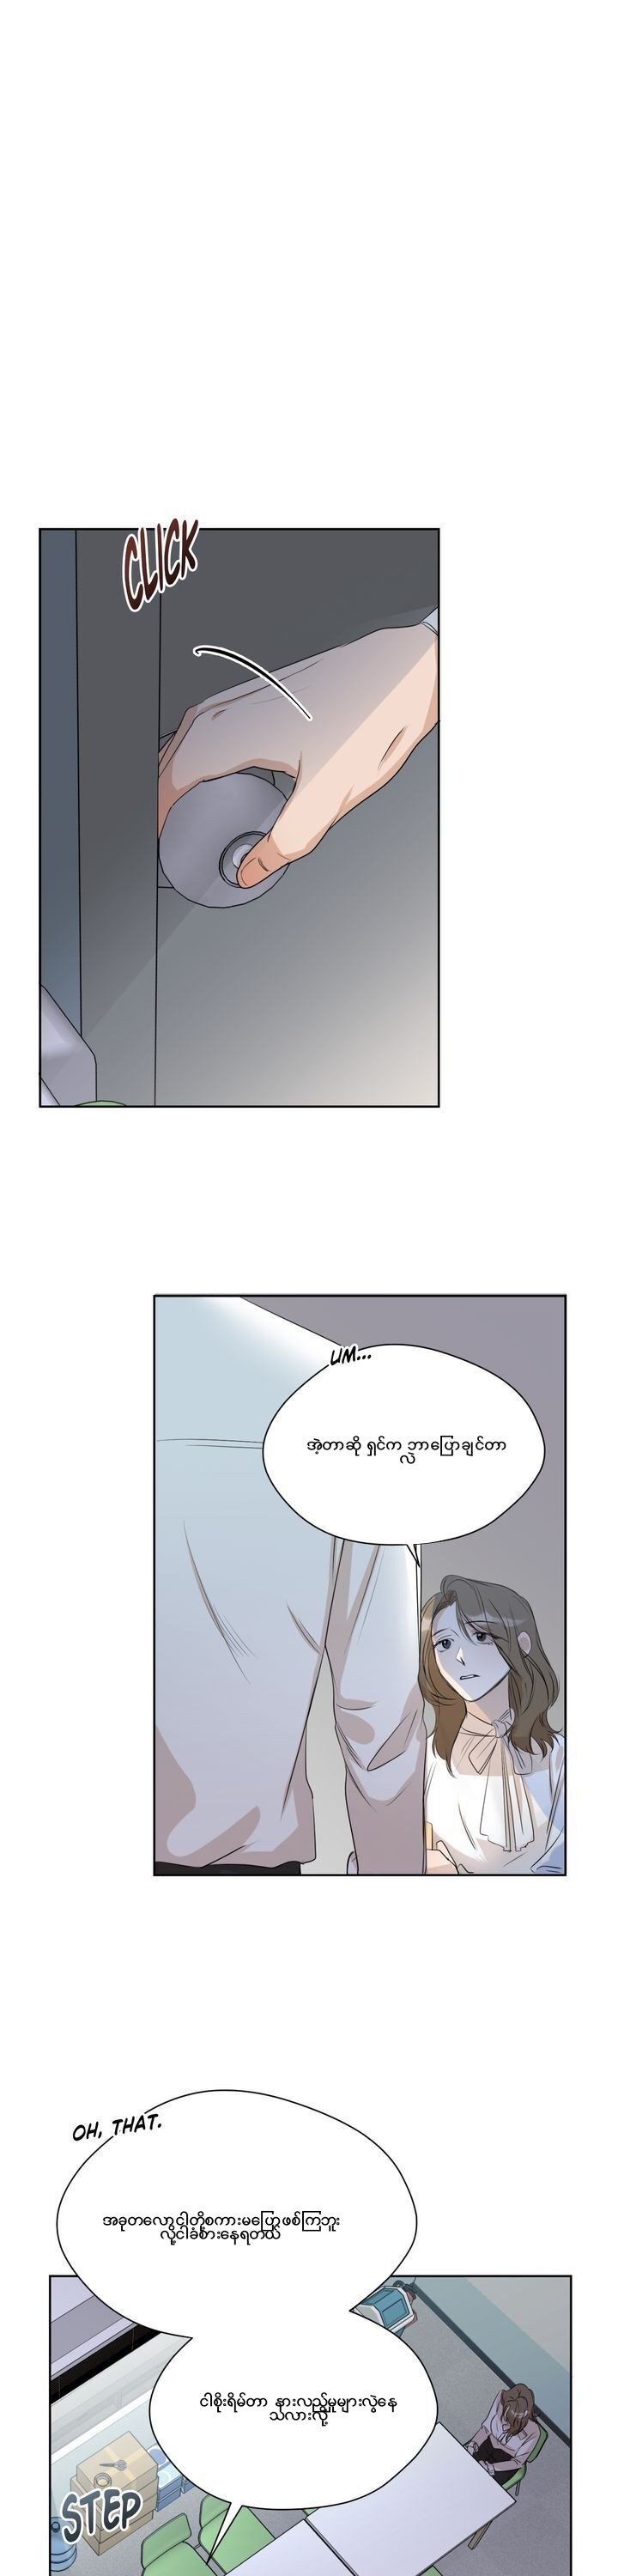 CLICK
UM...
အဲ့တာဆို ရှင်က ဘာပြောချင်တာ
လဲ
OH, THAT.
အခုတလောငါတို့စကားမပြောဖစ်ကြဘူး
လို့ငါခံစားနေရတယ်
ငါစိုးရိမ်တာ နားလည်မှုများလွဲနေ
သလားလို့
STEP